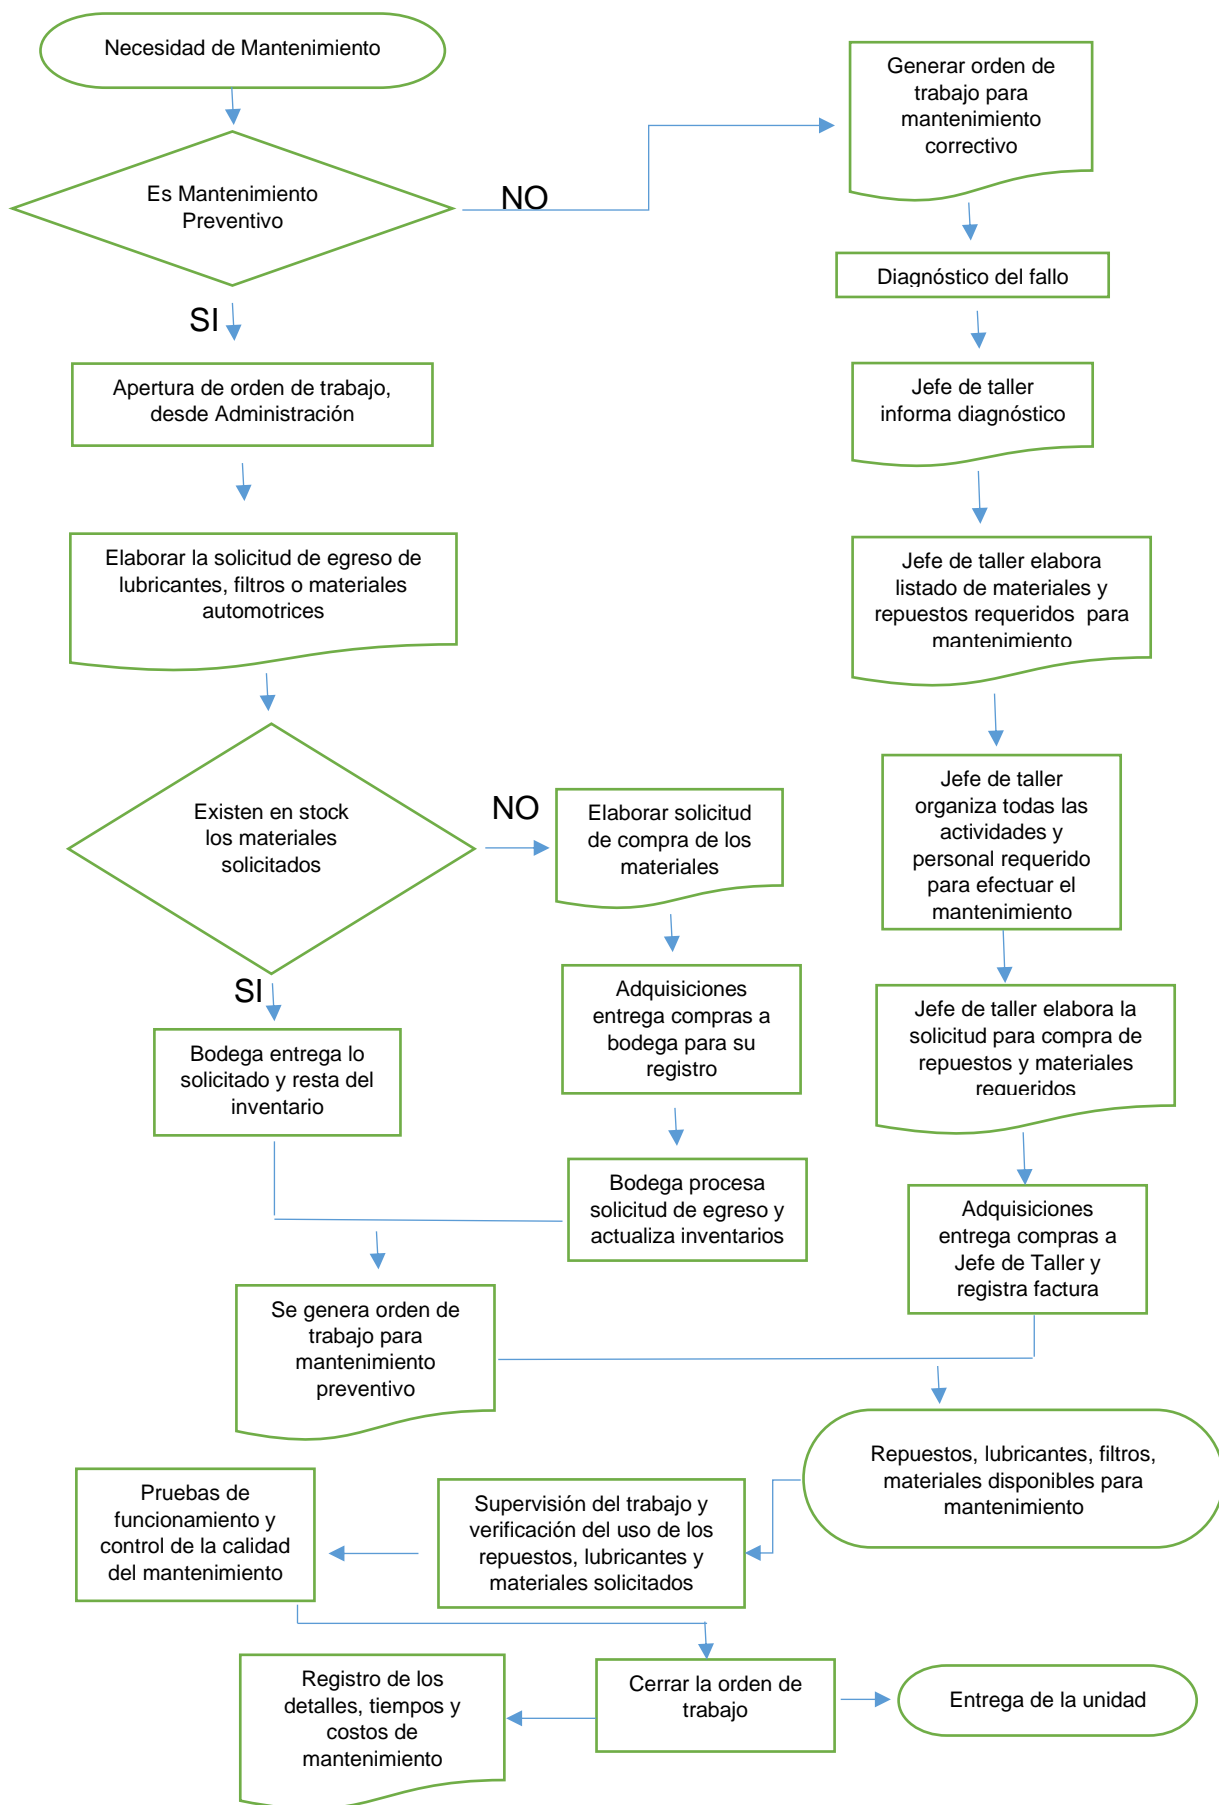 Necesidad de Mantenimiento
Es Mantenimiento
Preventivo
NO
SI
Generar orden de
trabajo para
mantenimiento
correctivo
Diagnóstico del fallo
Jefe de taller
informa diagnóstico
Jefe de taller elabora
listado de materiales y
repuestos requeridos para
mantenimiento
Jefe de taller
organiza todas las
actividades y
personal requerido
para efectuar el
mantenimiento
Jefe de taller elabora la
solicitud para compra de
repuestos y materiales
requeridos
Adquisiciones
entrega compras a
Jefe de Taller y
registra factura
Apertura de orden de trabajo,
desde Administración
Elaborar la solicitud de egreso de
lubricantes, filtros o materiales
automotrices
Existen en stock
los materiales
solicitados
NO
SI
Elaborar solicitud
de compra de los
materiales
Adquisiciones
entrega compras a
bodega para su
registro
Bodega procesa
solicitud de egreso y
actualiza inventarios
Bodega entrega lo
solicitado y resta del
inventario
Se genera orden de
trabajo para
mantenimiento
preventivo
Repuestos, lubricantes, filtros,
materiales disponibles para
mantenimiento
Supervisión del trabajo y
verificación del uso de los
repuestos, lubricantes y
materiales solicitados
Pruebas de
funcionamiento y
control de la calidad
del mantenimiento
Cerrar la orden de
trabajo
Registro de los
detalles, tiempos y
costos de
mantenimiento
Entrega de la unidad